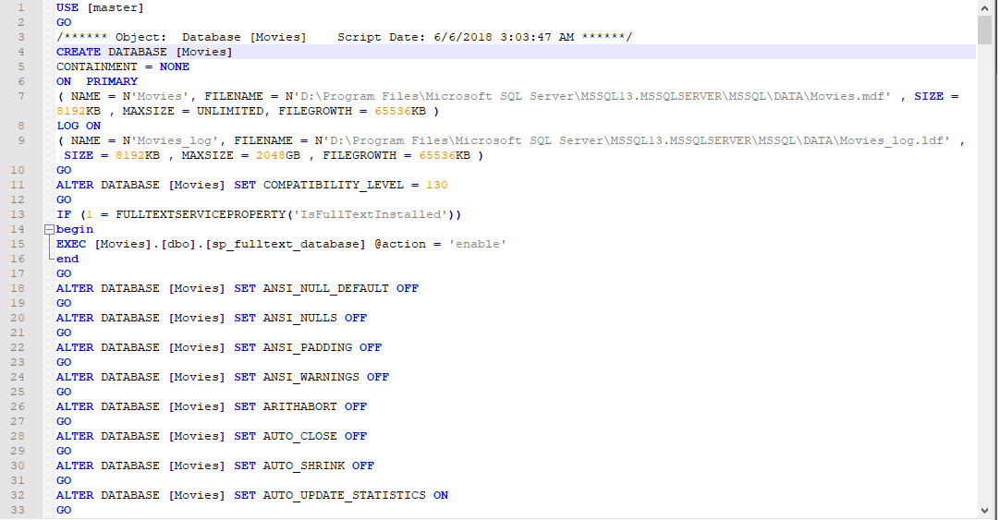 1 USE [master]
2 GO
3 /****** Object:  Database [Movies]    Script Date: 6/6/2018 3:03:47 AM ******/
4 CREATE DATABASE [Movies]
5 CONTAINMENT = NONE
6 ON  PRIMARY
7 ( NAME = N'Movies', FILENAME = N'D:\Program Files\Microsoft SQL Server\MSSQL13.MSSQLSERVER\MSSQL\DATA\Movies.mdf' , SIZE =
8192KB , MAXSIZE = UNLIMITED, FILEGROWTH = 65536KB )
8 LOG ON
9 ( NAME = N'Movies_log', FILENAME = N'D:\Program Files\Microsoft SQL Server\MSSQL13.MSSQLSERVER\MSSQL\DATA\Movies_log.ldf' ,
SIZE = 8192KB , MAXSIZE = 2048GB , FILEGROWTH = 65536KB )
10 GO
11 ALTER DATABASE [Movies] SET COMPATIBILITY_LEVEL = 130
12 GO
13 IF (1 = FULLTEXTSERVICEPROPERTY('IsFullTextInstalled'))
14 begin
15 EXEC [Movies].[dbo].[sp_fulltext_database] @action = 'enable'
16 end
17 GO
18 ALTER DATABASE [Movies] SET ANSI_NULL_DEFAULT OFF
19 GO
20 ALTER DATABASE [Movies] SET ANSI_NULLS OFF
21 GO
22 ALTER DATABASE [Movies] SET ANSI_PADDING OFF
23 GO
24 ALTER DATABASE [Movies] SET ANSI_WARNINGS OFF
25 GO
26 ALTER DATABASE [Movies] SET ARITHABORT OFF
27 GO
28 ALTER DATABASE [Movies] SET AUTO_CLOSE OFF
29 GO
30 ALTER DATABASE [Movies] SET AUTO_SHRINK OFF
31 GO
32 ALTER DATABASE [Movies] SET AUTO_UPDATE_STATISTICS ON
33 GO